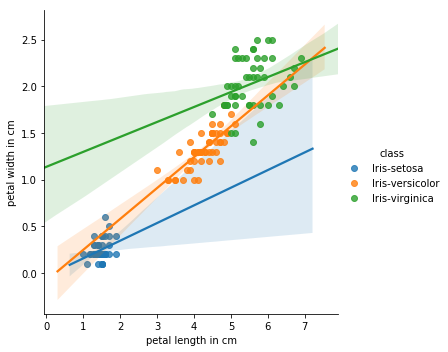 2.5
2.0
1.5
1.0
0.5
0.0
petal width in cm
0 1 2 3 4 5 6 7
petal length in cm
class
Iris-setosa
Iris-versicolor
Iris-virginica